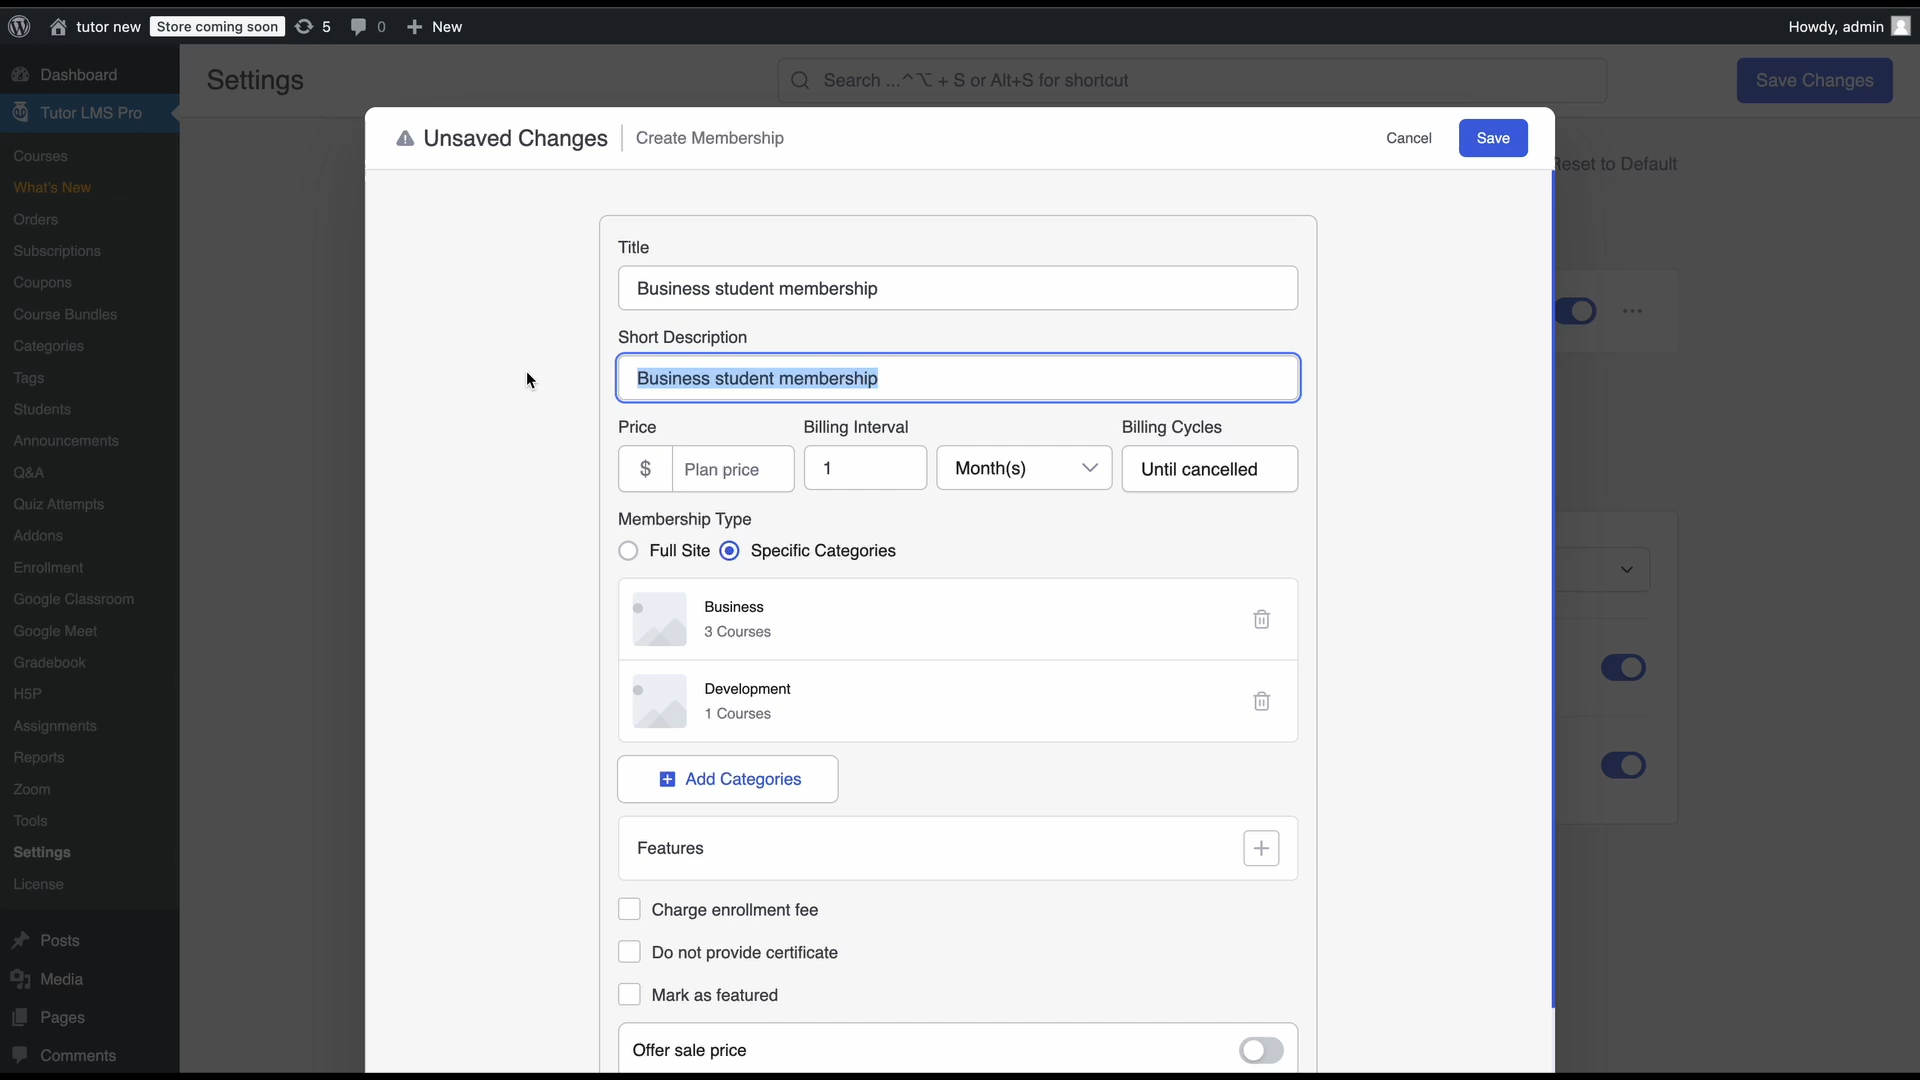 tutor new Store coming soon 5 0 New Howdy, admin
Dashboard
Tutor LMS Pro
Courses
What's New
Orders
Subscriptions
Coupons
Course Bundles
Categories
Tags
Students
Announcements
Q&A
Quiz Attempts
Addons
Enrollment
Google Classroom
Google Meet
Gradebook
H5P
Assignments
Reports
Zoom
Tools
Settings
License
Posts
Media
Pages
Comments
Settings Search ...^⌥ + S or Alt+S for shortcut Save Changes
Reset to Default
Unsaved Changes Create Membership Cancel Save
Title
Business student membership
Short Description
Business student membership
Price Billing Interval Billing Cycles
$ Plan price 1 Month(s) Until cancelled
Membership Type
Full Site Specific Categories
Business
3 Courses
Development
1 Courses
Add Categories
Features
Charge enrollment fee
Do not provide certificate
Mark as featured
Offer sale price